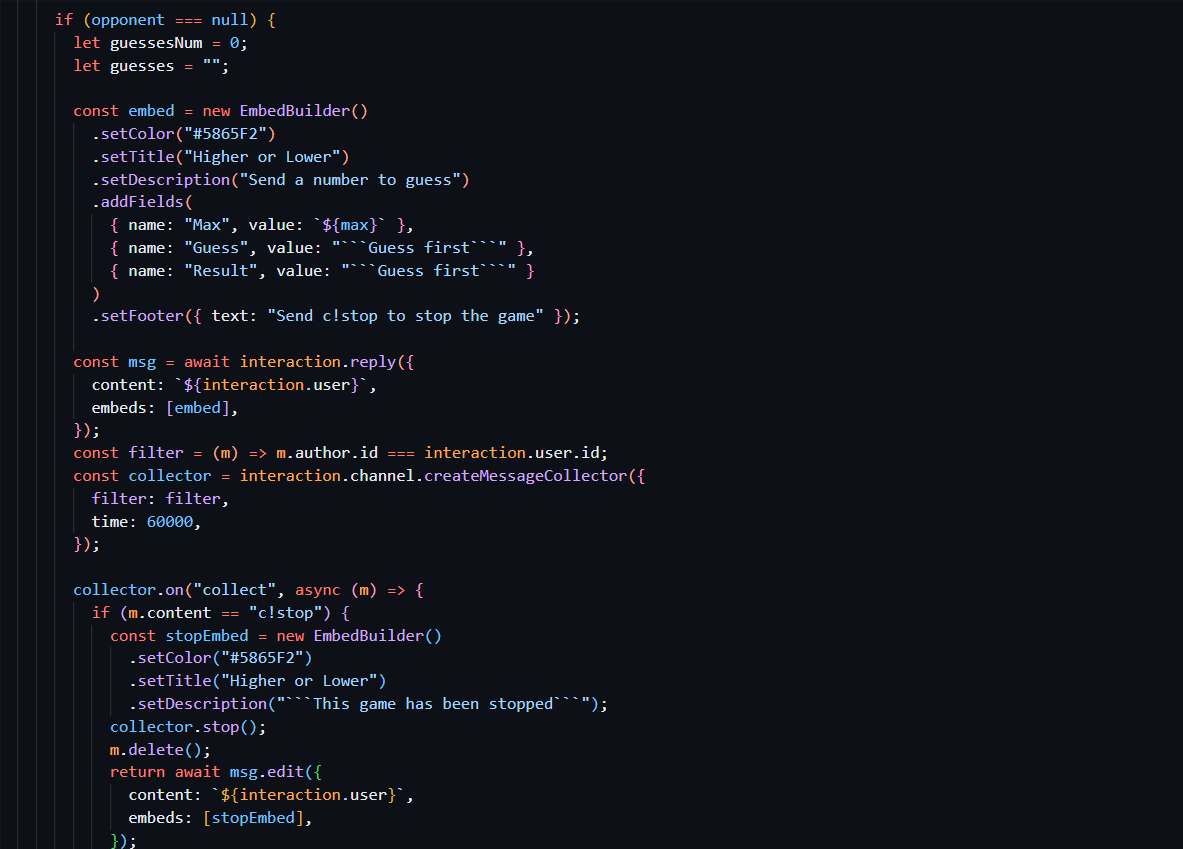 if (opponent === null) {
let guessesNum = 0;
let guesses = "";
const embed = new EmbedBuilder()
.setColor("#5865F2")
.setTitle("Higher or Lower")
.setDescription("Send a number to guess")
.addFields(
{ name: "Max", value: `${max}` },
{ name: "Guess", value: "```Guess first```" },
{ name: "Result", value: "```Guess first```" }
)
.setFooter({ text: "Send c!stop to stop the game" });
const msg = await interaction.reply({
content: `${interaction.user}`,
embeds: [embed],
});
const filter = (m) => m.author.id === interaction.user.id;
const collector = interaction.channel.createMessageCollector({
filter: filter,
time: 60000,
});
collector.on("collect", async (m) => {
if (m.content == "c!stop") {
const stopEmbed = new EmbedBuilder()
.setColor("#5865F2")
.setTitle("Higher or Lower")
.setDescription("```This game has been stopped```");
collector.stop();
m.delete();
return await msg.edit({
content: `${interaction.user}`,
embeds: [stopEmbed],
});